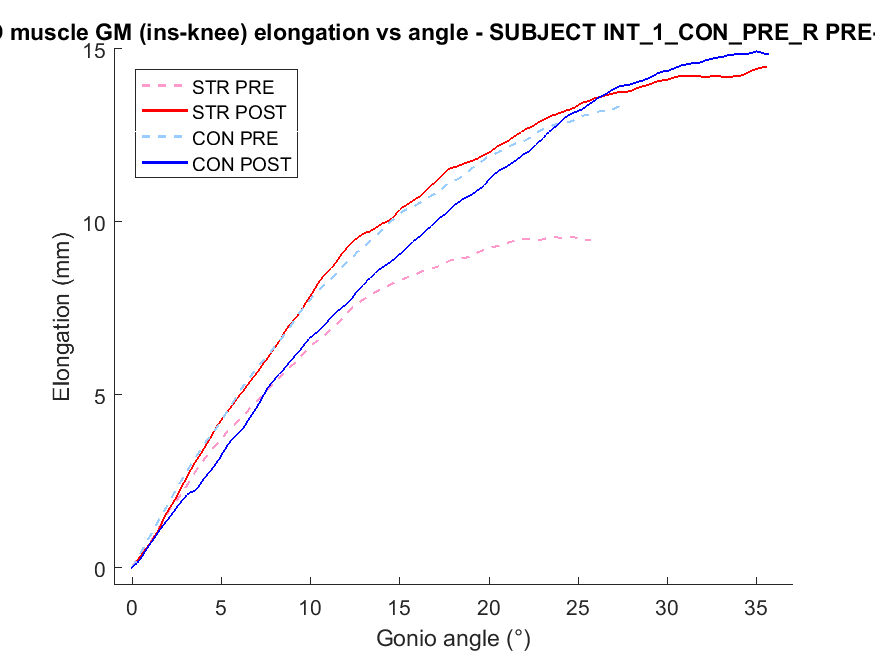 muscle GM (ins-knee) elongation vs angle - SUBJECT INT_1_CON_PRE_R PRE-
15
STR PRE
STR POST
CON PRE
CON POST
10
Elongation (mm)
5
0
0 5 10 15 20 25 30 35
Gonio angle (°)